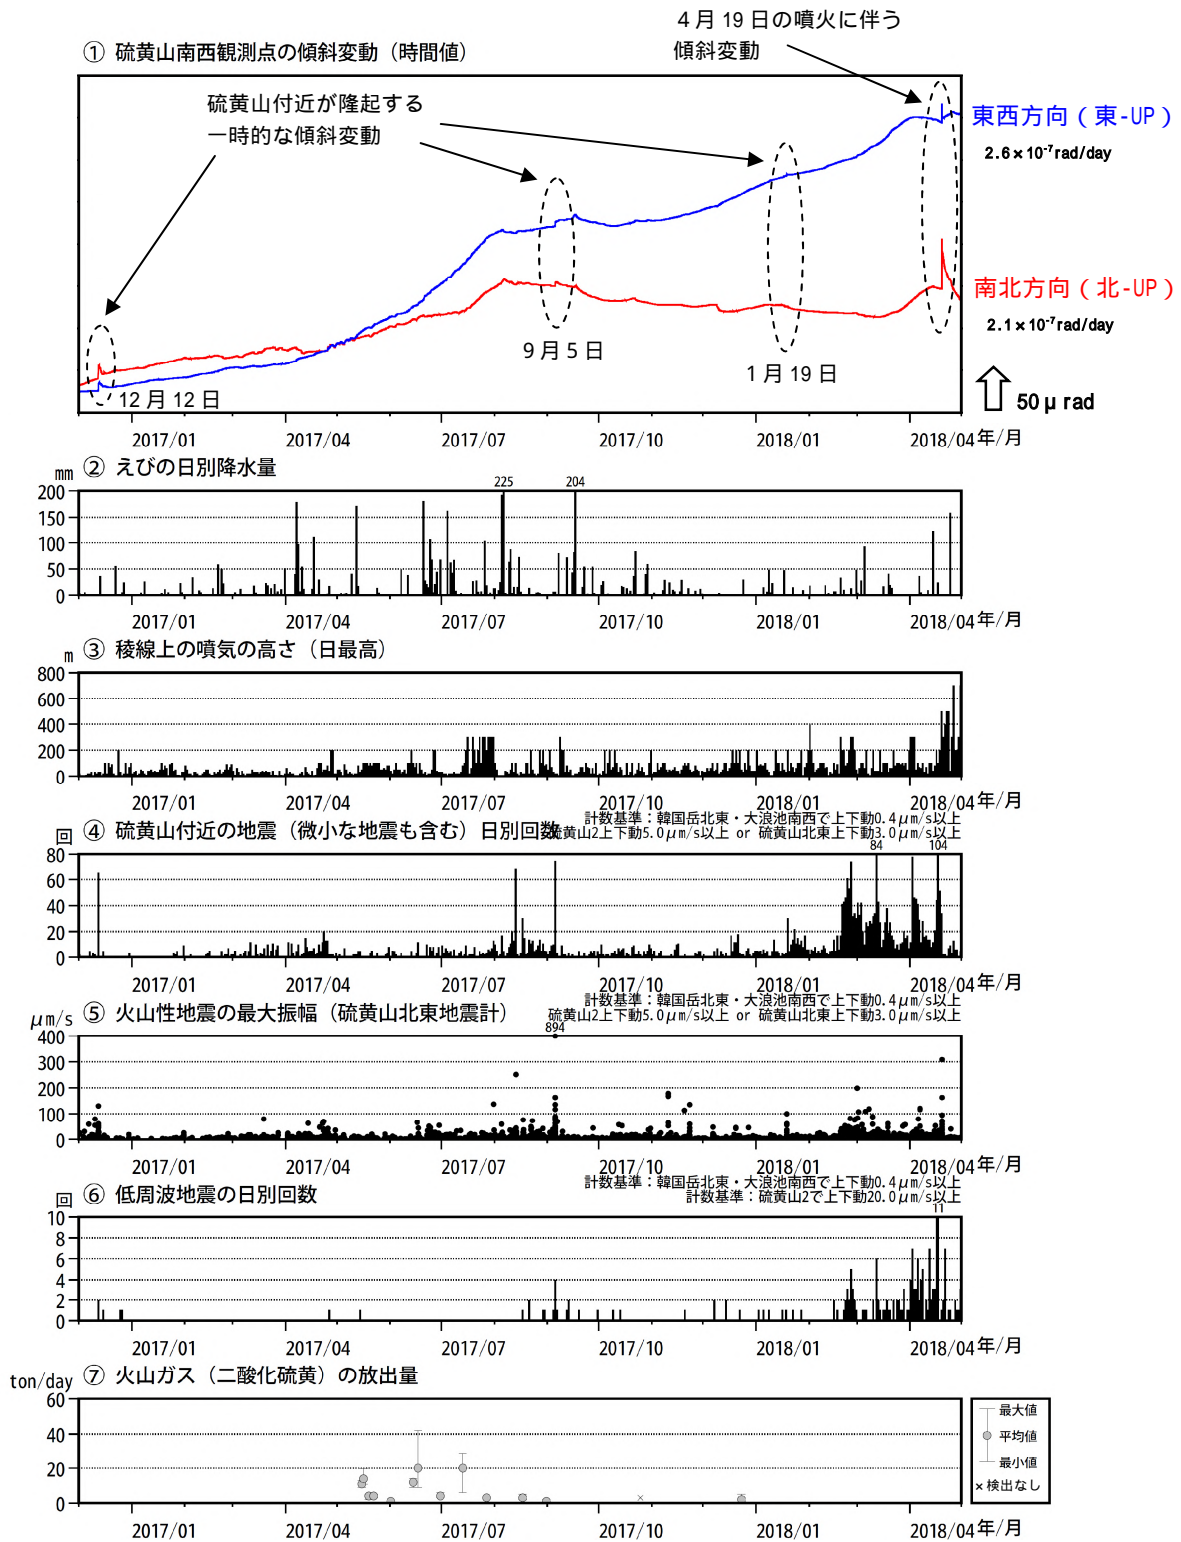 4月19日の噴火に伴う
傾斜変動
① 硫黄山南西観測点の傾斜変動（時間値）
硫黄山付近が隆起する
一時的な傾斜変動
東西方向（東-UP）
2.6×10-7rad/day
南北方向（北-UP）
2.1×10-7rad/day
9月5日
1月19日
12月12日
50μrad
2017/01 2017/04 2017/07 2017/10 2018/01 2018/04 年/月
mm ② えびの日別降水量
225 204
200
150
100
50
0
2017/01 2017/04 2017/07 2017/10 2018/01 2018/04 年/月
m ③ 稜線上の噴気の高さ（日最高）
800
600
400
200
0
2017/01 2017/04 2017/07 2017/10 2018/01 2018/04 年/月
計数基準：韓国岳北東・大浪池南西で上下動0.4μm/s以上
回 ④ 硫黄山付近の地震（微小な地震も含む）日別回数
硫黄山2上下動5.0μm/s以上 or 硫黄山北東上下動3.0μm/s以上
84 104
80
60
40
20
0
2017/01 2017/04 2017/07 2017/10 2018/01 2018/04 年/月
計数基準：韓国岳北東・大浪池南西で上下動0.4μm/s以上
μm/s ⑤ 火山性地震の最大振幅（硫黄山北東地震計）
硫黄山2上下動5.0μm/s以上 or 硫黄山北東上下動3.0μm/s以上
894
400
300
200
100
0
2017/01 2017/04 2017/07 2017/10 2018/01 2018/04 年/月
計数基準：韓国岳北東・大浪池南西で上下動0.4μm/s以上
回 ⑥ 低周波地震の日別回数
計数基準：硫黄山2で上下動20.0μm/s以上
11
10
8
6
4
2
0
2017/01 2017/04 2017/07 2017/10 2018/01 2018/04 年/月
ton/day ⑦ 火山ガス（二酸化硫黄）の放出量
60
40
20
0
最大値
平均値
最小値
×検出なし
2017/01 2017/04 2017/07 2017/10 2018/01 2018/04 年/月